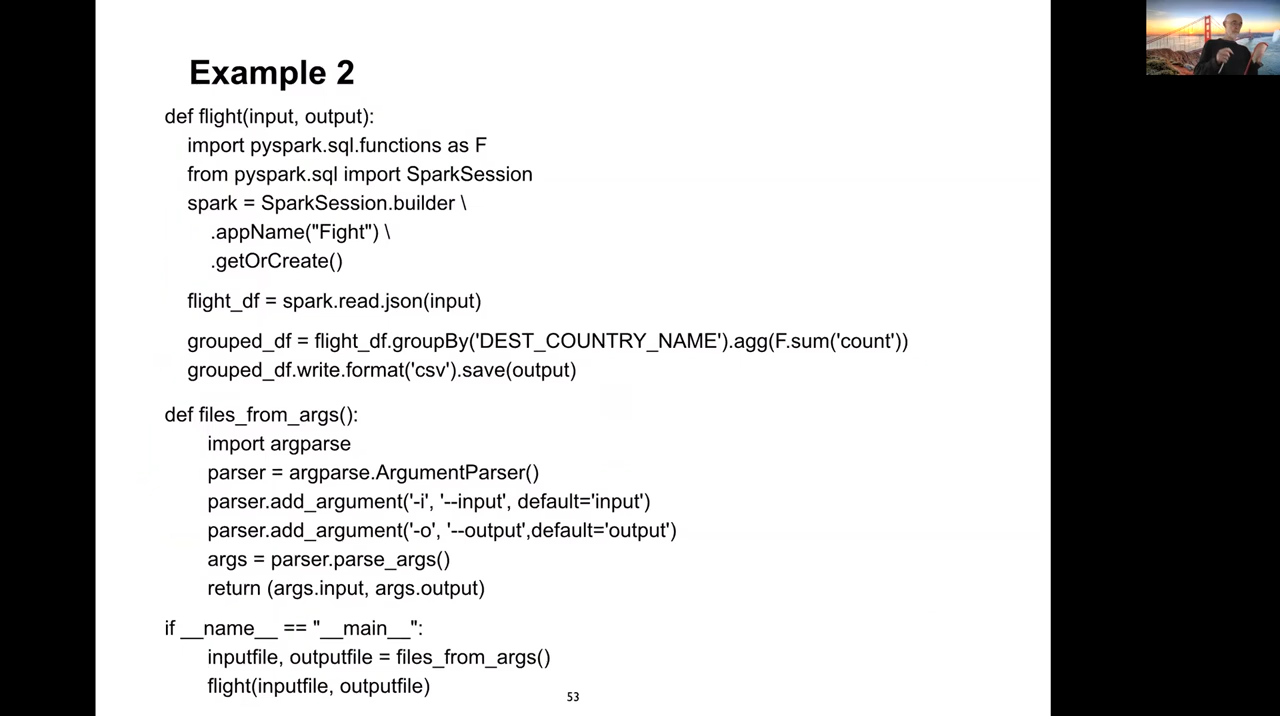 Example 2
def flight(input, output):
    import pyspark.sql.functions as F
    from pyspark.sql import SparkSession
    spark = SparkSession.builder \
        .appName("Fight") \
        .getOrCreate()
    flight_df = spark.read.json(input)
    grouped_df = flight_df.groupBy('DEST_COUNTRY_NAME').agg(F.sum('count'))
    grouped_df.write.format('csv').save(output)
def files_from_args():
    import argparse
    parser = argparse.ArgumentParser()
    parser.add_argument('-i', '--input', default='input')
    parser.add_argument('-o', '--output',default='output')
    args = parser.parse_args()
    return (args.input, args.output)
if __name__ == "__main__":
    inputfile, outputfile = files_from_args()
    flight(inputfile, outputfile)
53